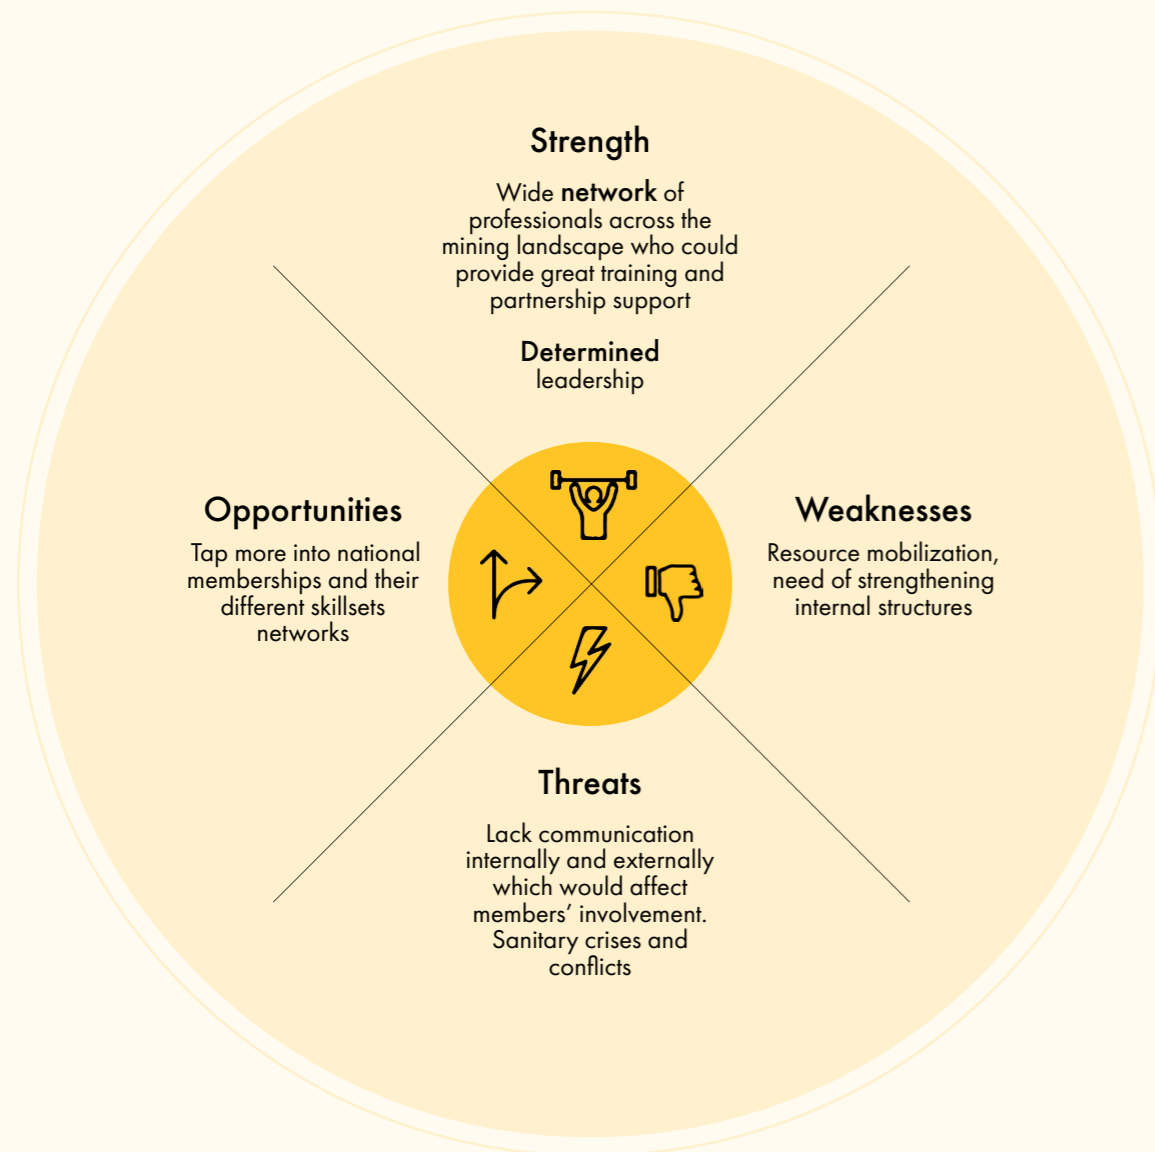 Strength
Wide network of
professionals across the
mining landscape who could
provide great training and
partnership support
Determined
leadership
Opportunities
Tap more into national
memberships and their
different skillsets
networks
Weaknesses
Resource mobilization,
need of strengthening
internal structures
Threats
Lack communication
internally and externally
which would affect
members’ involvement.
Sanitary crises and
conflicts